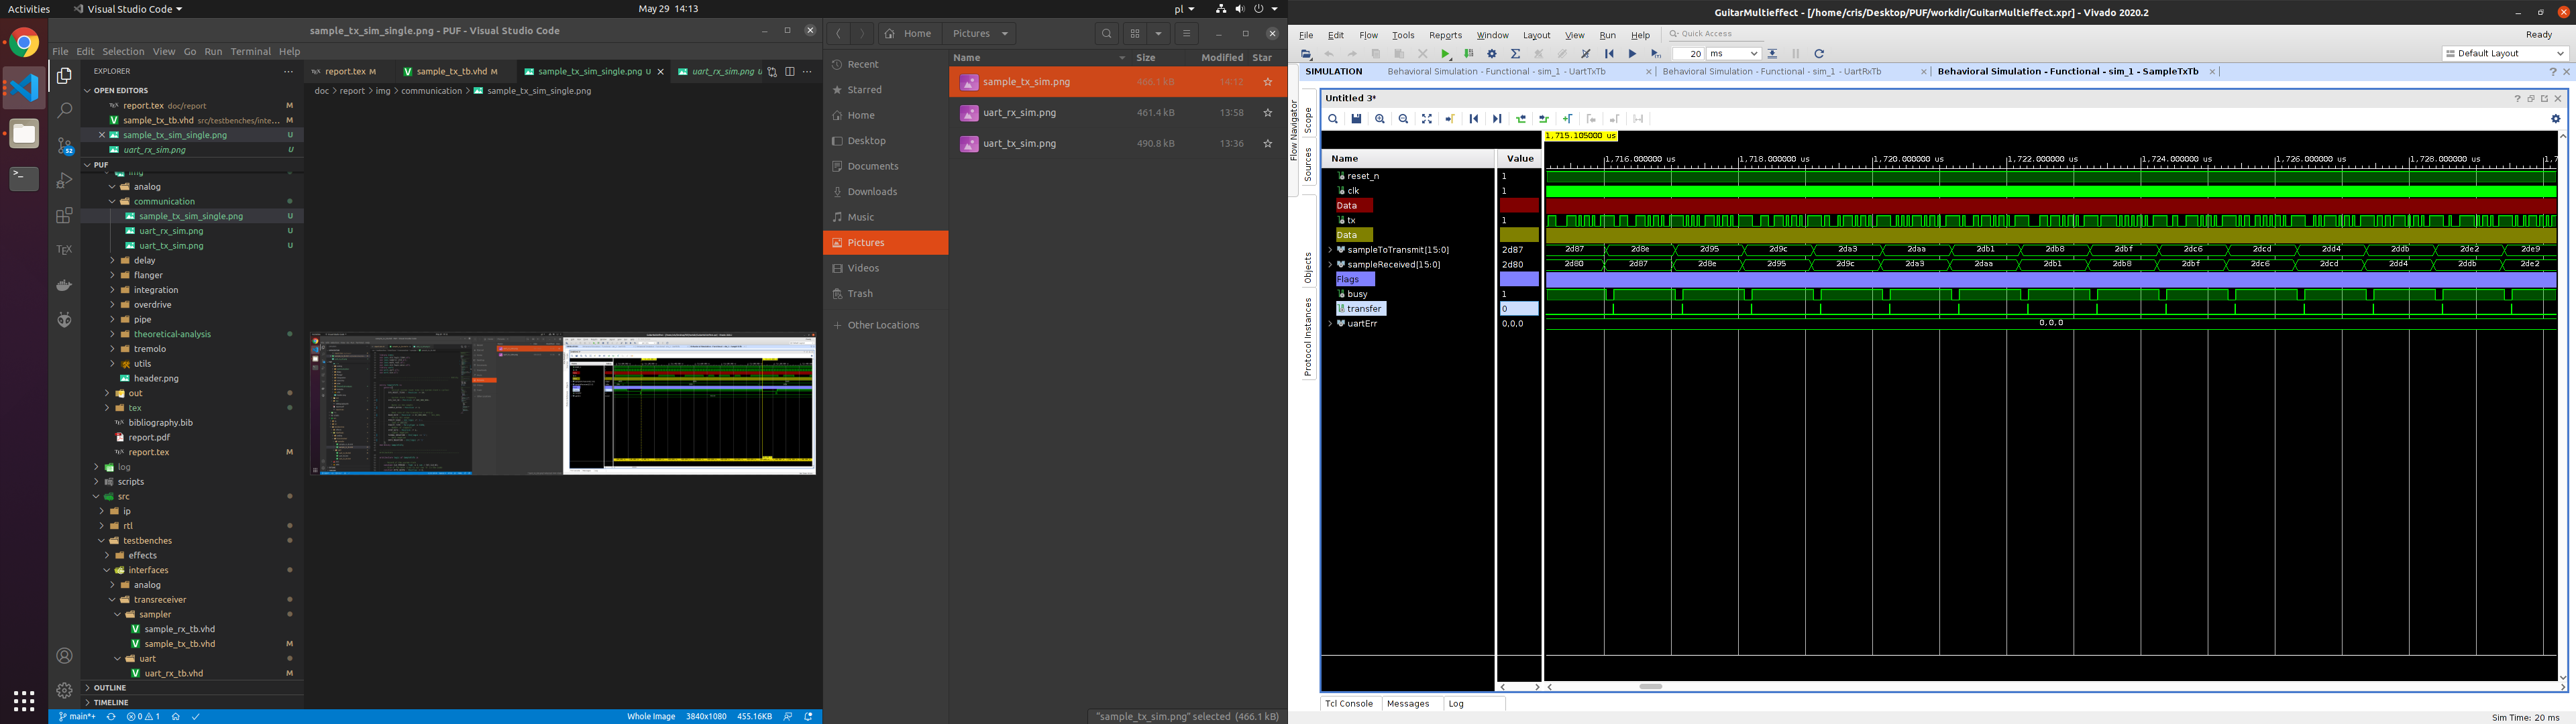 Activities
Visual Studio Code
May 29 14:13
pl
sample_tx_sim_single.png - PUF - Visual Studio Code
File Edit Selection View Go Run Terminal Help
EXPLORER
OPEN EDITORS
report.tex doc/report M
sample_tx_tb.vhd src/testbenches/inte... M
sample_tx_sim_single.png U
uart_rx_sim.png U
PUF
img
analog
communication
sample_tx_sim_single.png U
uart_rx_sim.png U
uart_tx_sim.png U
delay
flanger
integration
overdrive
pipe
theoretical-analysis
tremolo
utils
header.png
out
tex
bibliography.bib
report.pdf
report.tex M
log
scripts
src
ip
rtl
testbenches
effects
interfaces
analog
transreceiver
sampler
sample_rx_tb.vhd
sample_tx_tb.vhd M
uart
uart_rx_tb.vhd M
OUTLINE
TIMELINE
report.tex M
sample_tx_tb.vhd M
sample_tx_sim_single.png U
uart_rx_sim.png U
doc > report > img > communication > sample_tx_sim_single.png
main*+
0 1
Whole Image 3840x1080 455.16KB
Home Pictures
Recent
Starred
Home
Desktop
Documents
Downloads
Music
Pictures
Videos
Trash
Other Locations
Name Size Modified Star
sample_tx_sim.png 466.1 kB 14:12
uart_rx_sim.png 461.4 kB 13:58
uart_tx_sim.png 490.8 kB 13:36
"sample_tx_sim.png" selected (466.1 kB)
GuitarMultieffect - [/home/cris/Desktop/PUF/workdir/GuitarMultieffect.xpr] - Vivado 2020.2
File Edit Flow Tools Reports Window Layout View Run Help Quick Access
Ready
20 ms
Default Layout
SIMULATION
Behavioral Simulation - Functional - sim_1 - UartTxTb
Behavioral Simulation - Functional - sim_1 - UartRxTb
Behavioral Simulation - Functional - sim_1 - SampleTxTb
Flow Navigator
Scope
Sources
Objects
Protocol Instances
Untitled 3*
1,715.105000 us
1,716.000000 us 1,718.000000 us 1,720.000000 us 1,722.000000 us 1,724.000000 us 1,726.000000 us 1,728.000000 us 1,7
Name Value
reset_n 1
clk 1
Data
tx 1
Data
sampleToTransmit[15:0] 2d87 2d87 2d8e 2d95 2d9c 2da3 2daa 2db1 2db8 2dbf 2dc6 2dcd 2dd4 2ddb 2de2 2de9
sampleReceived[15:0] 2d80 2d80 2d87 2d8e 2d95 2d9c 2da3 2daa 2db1 2db8 2dbf 2dc6 2dcd 2dd4 2ddb 2de2
Flags
busy 1
transfer 0
uartErr 0,0,0 0,0,0
Tcl Console Messages Log
Sim Time: 20 ms